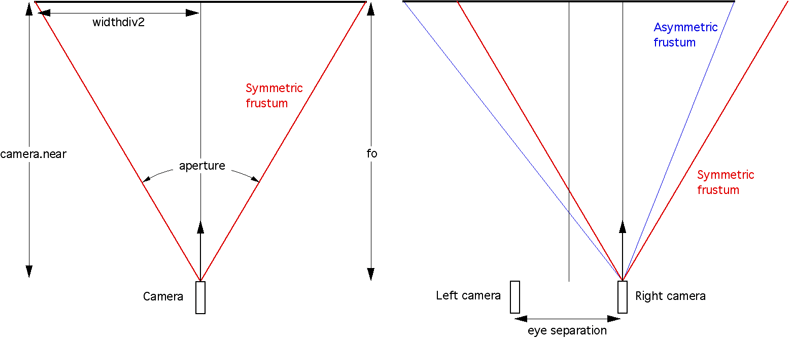 widthdiv2
Symmetric
frustum
camera.near
aperture
fo
Camera
Asymmetric
frustum
Symmetric
frustum
Left camera
Right camera
eye separation